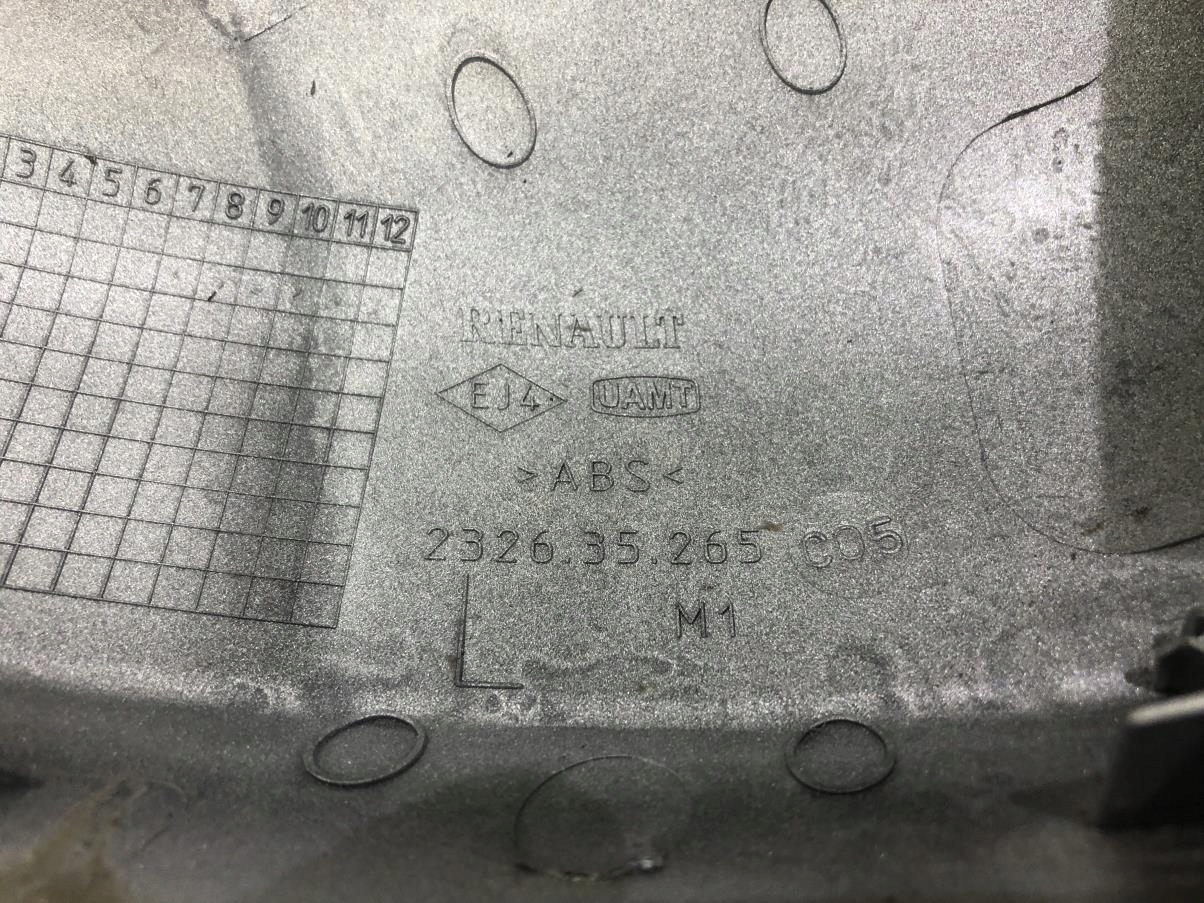 3 4 5 6 7 8 9 10 11 12
RENAULT
EJ4. UAMT
>ABS<
2326.35.265 C05
L M1